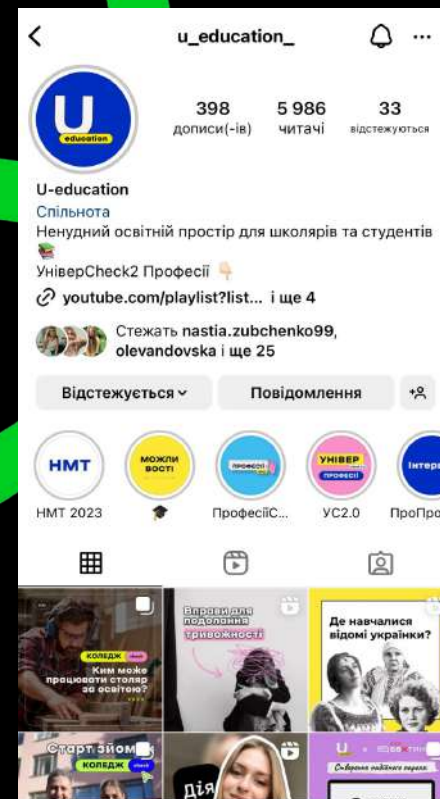 u_education_
U
education
398
дописи(-ів)
5 986
читачі
33
відстежуються
U-education
Спільнота
Ненудний освітній простір для школярів та студентів
УніверCheck2 Професії
youtube.com/playlist?list... і ще 4
Стежать nastia.zubchenko99,
olevandovska і ще 25
Відстежується
Повідомлення
НМТ
МОЖЛИ
ВОСТІ
ПРОФЕСІЇ
УНІВЕР
ПРОФЕСІЇ
Інтерв
НМТ 2023
ПрофесіїС...
УС2.0
ПроПро
КОЛЕДЖ
Ким може
працювати столяр
за освітою?
Вправи для
подолання
тривожності
Де навчалися
відомі українки?
Старт зйом
КОЛЕДЖ check
Дія
U